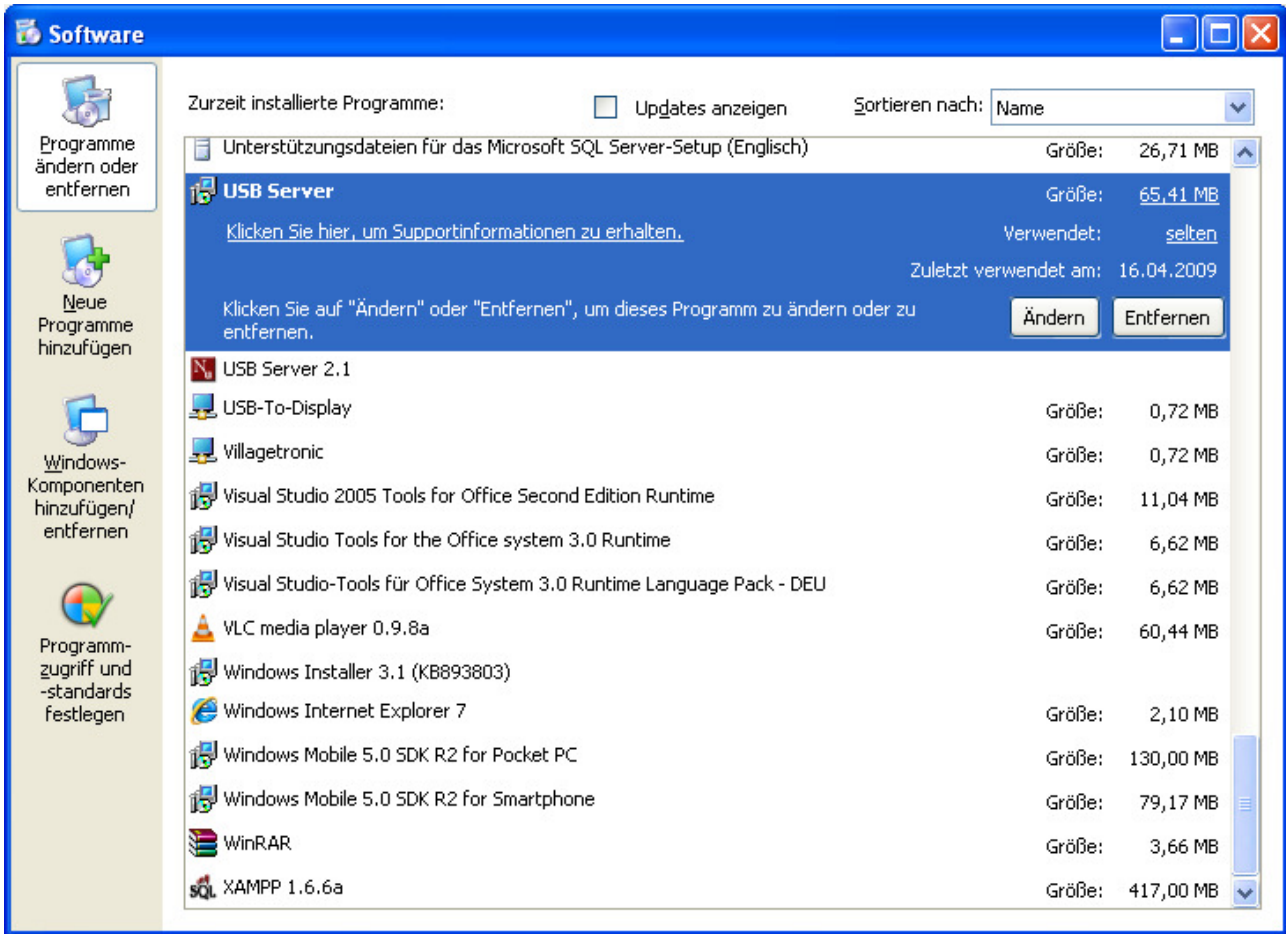 Software
Programme
ändern oder
entfernen
Neue
Programme
hinzufügen
Windows-
Komponenten
hinzufügen/
entfernen
Programm-
zugriff und
-standards
festlegen
Zurzeit installierte Programme: Updates anzeigen Sortieren nach: Name
Unterstützungsdateien für das Microsoft SQL Server-Setup (Englisch) Größe: 26,71 MB
USB Server Größe: 65,41 MB
Klicken Sie hier, um Supportinformationen zu erhalten. Verwendet: selten
Zuletzt verwendet am: 16.04.2009
Klicken Sie auf "Ändern" oder "Entfernen", um dieses Programm zu ändern oder zu
entfernen.
Ändern Entfernen
USB Server 2.1
USB-To-Display Größe: 0,72 MB
Villagetronic Größe: 0,72 MB
Visual Studio 2005 Tools for Office Second Edition Runtime Größe: 11,04 MB
Visual Studio Tools for the Office system 3.0 Runtime Größe: 6,62 MB
Visual Studio-Tools für Office System 3.0 Runtime Language Pack - DEU Größe: 6,62 MB
VLC media player 0.9.8a Größe: 60,44 MB
Windows Installer 3.1 (KB893803)
Windows Internet Explorer 7 Größe: 2,10 MB
Windows Mobile 5.0 SDK R2 for Pocket PC Größe: 130,00 MB
Windows Mobile 5.0 SDK R2 for Smartphone Größe: 79,17 MB
WinRAR Größe: 3,66 MB
SQL XAMPP 1.6.6a Größe: 417,00 MB